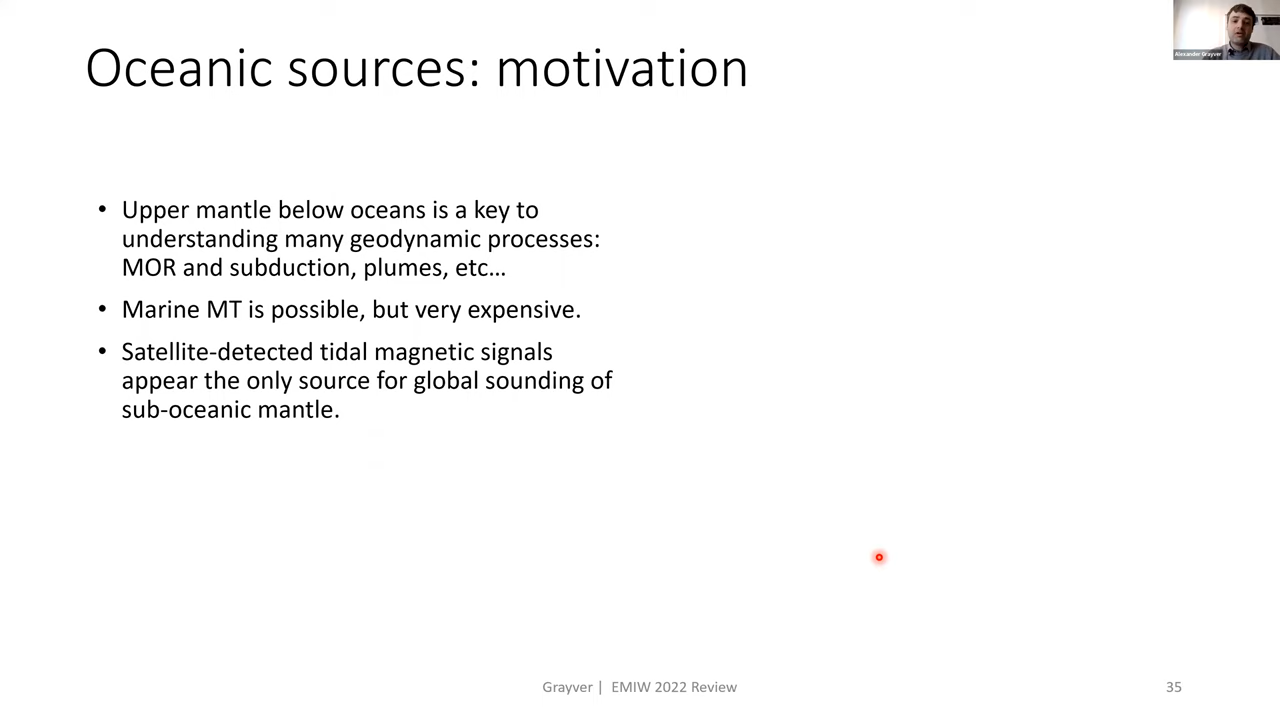 Oceanic sources: motivation
Alexander Grayver
• Upper mantle below oceans is a key to
understanding many geodynamic processes:
MOR and subduction, plumes, etc…
• Marine MT is possible, but very expensive.
• Satellite-detected tidal magnetic signals
appear the only source for global sounding of
sub-oceanic mantle.
Grayver | EMIW 2022 Review
35